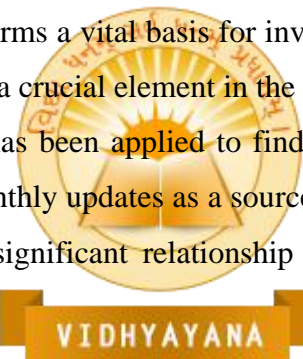 rms a vital basis for inv
a crucial element in the
as been applied to find
nthly updates as a source
significant relationship
VIDHYAYANA